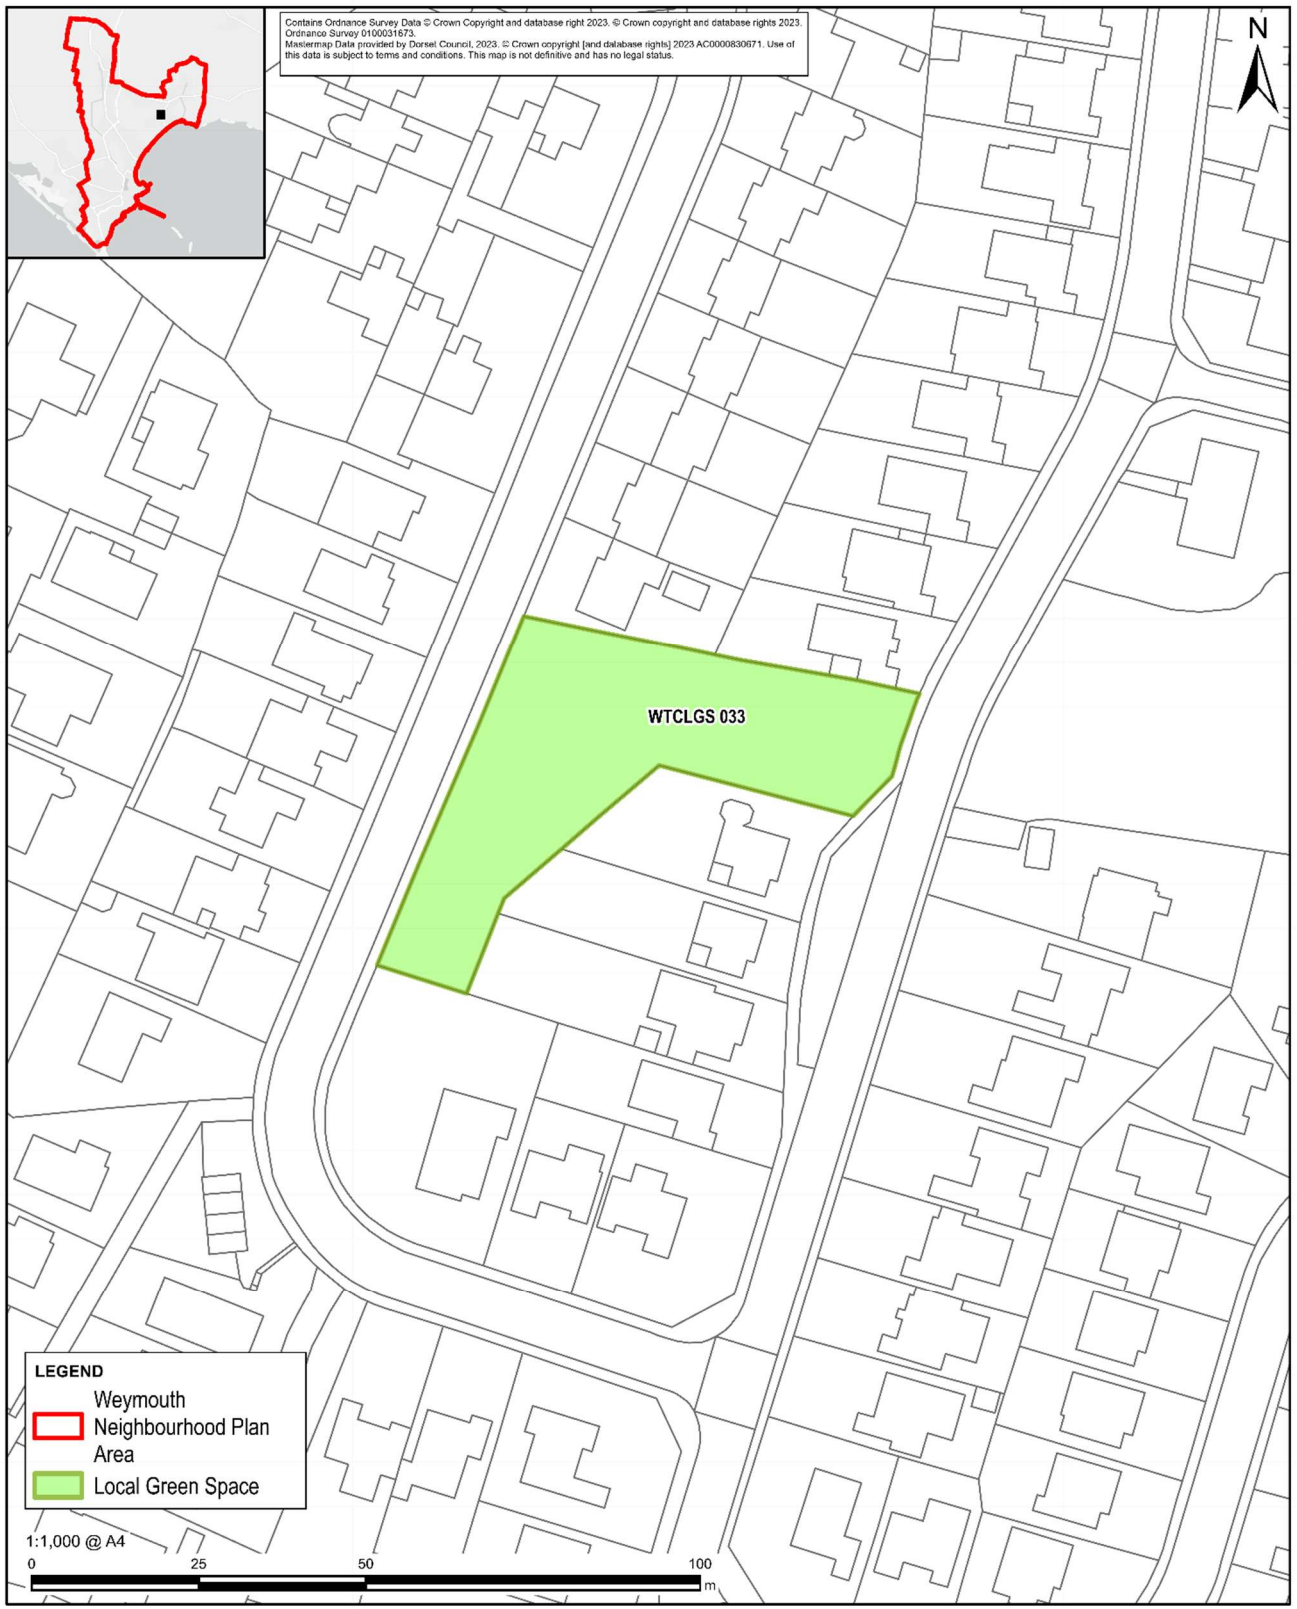 Contains Ordnance Survey Data © Crown Copyright and database right 2023. © Crown copyright and database rights 2023.
Ordnance Survey 0100031673.
Mastermap Data provided by Dorset Council, 2023. © Crown copyright [and database rights] 2023 AC0000830671. Use of
this data is subject to terms and conditions. This map is not definitive and has no legal status.
N
WTCLGS 033
LEGEND
Weymouth
Neighbourhood Plan
Area
Local Green Space
1:1,000 @ A4
0 25 50 100
m